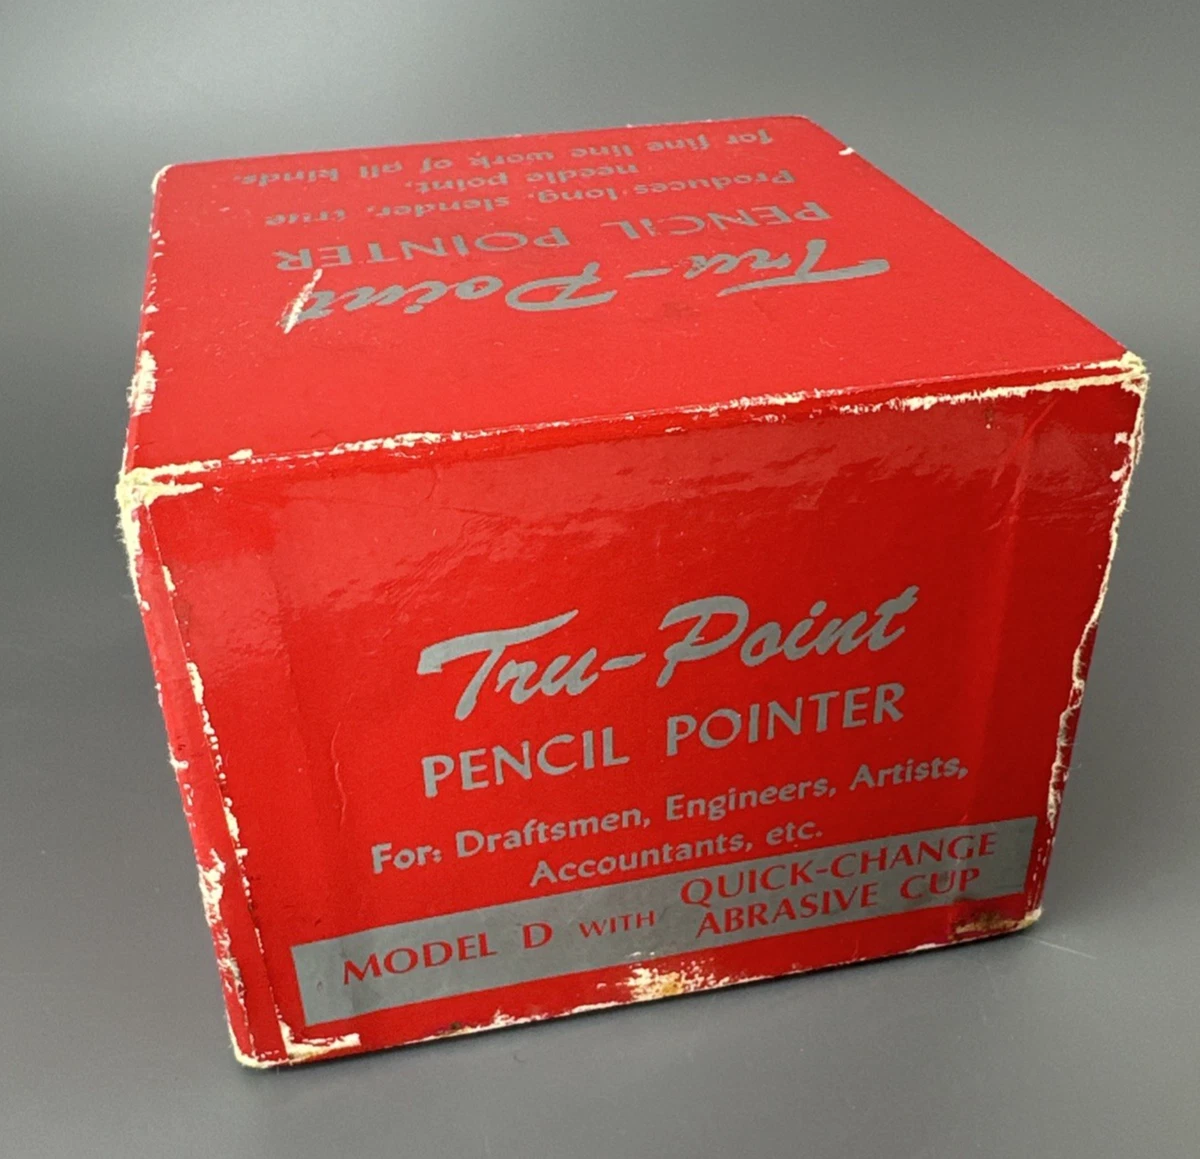 Tru-Point
PENCIL POINTER
Produces long, slender, true
needle point,
for fine line work of all kinds.
Tru-Point
PENCIL POINTER
For: Draftsmen, Engineers, Artists,
Accountants, etc.
MODEL D WITH QUICK-CHANGE
ABRASIVE CUP